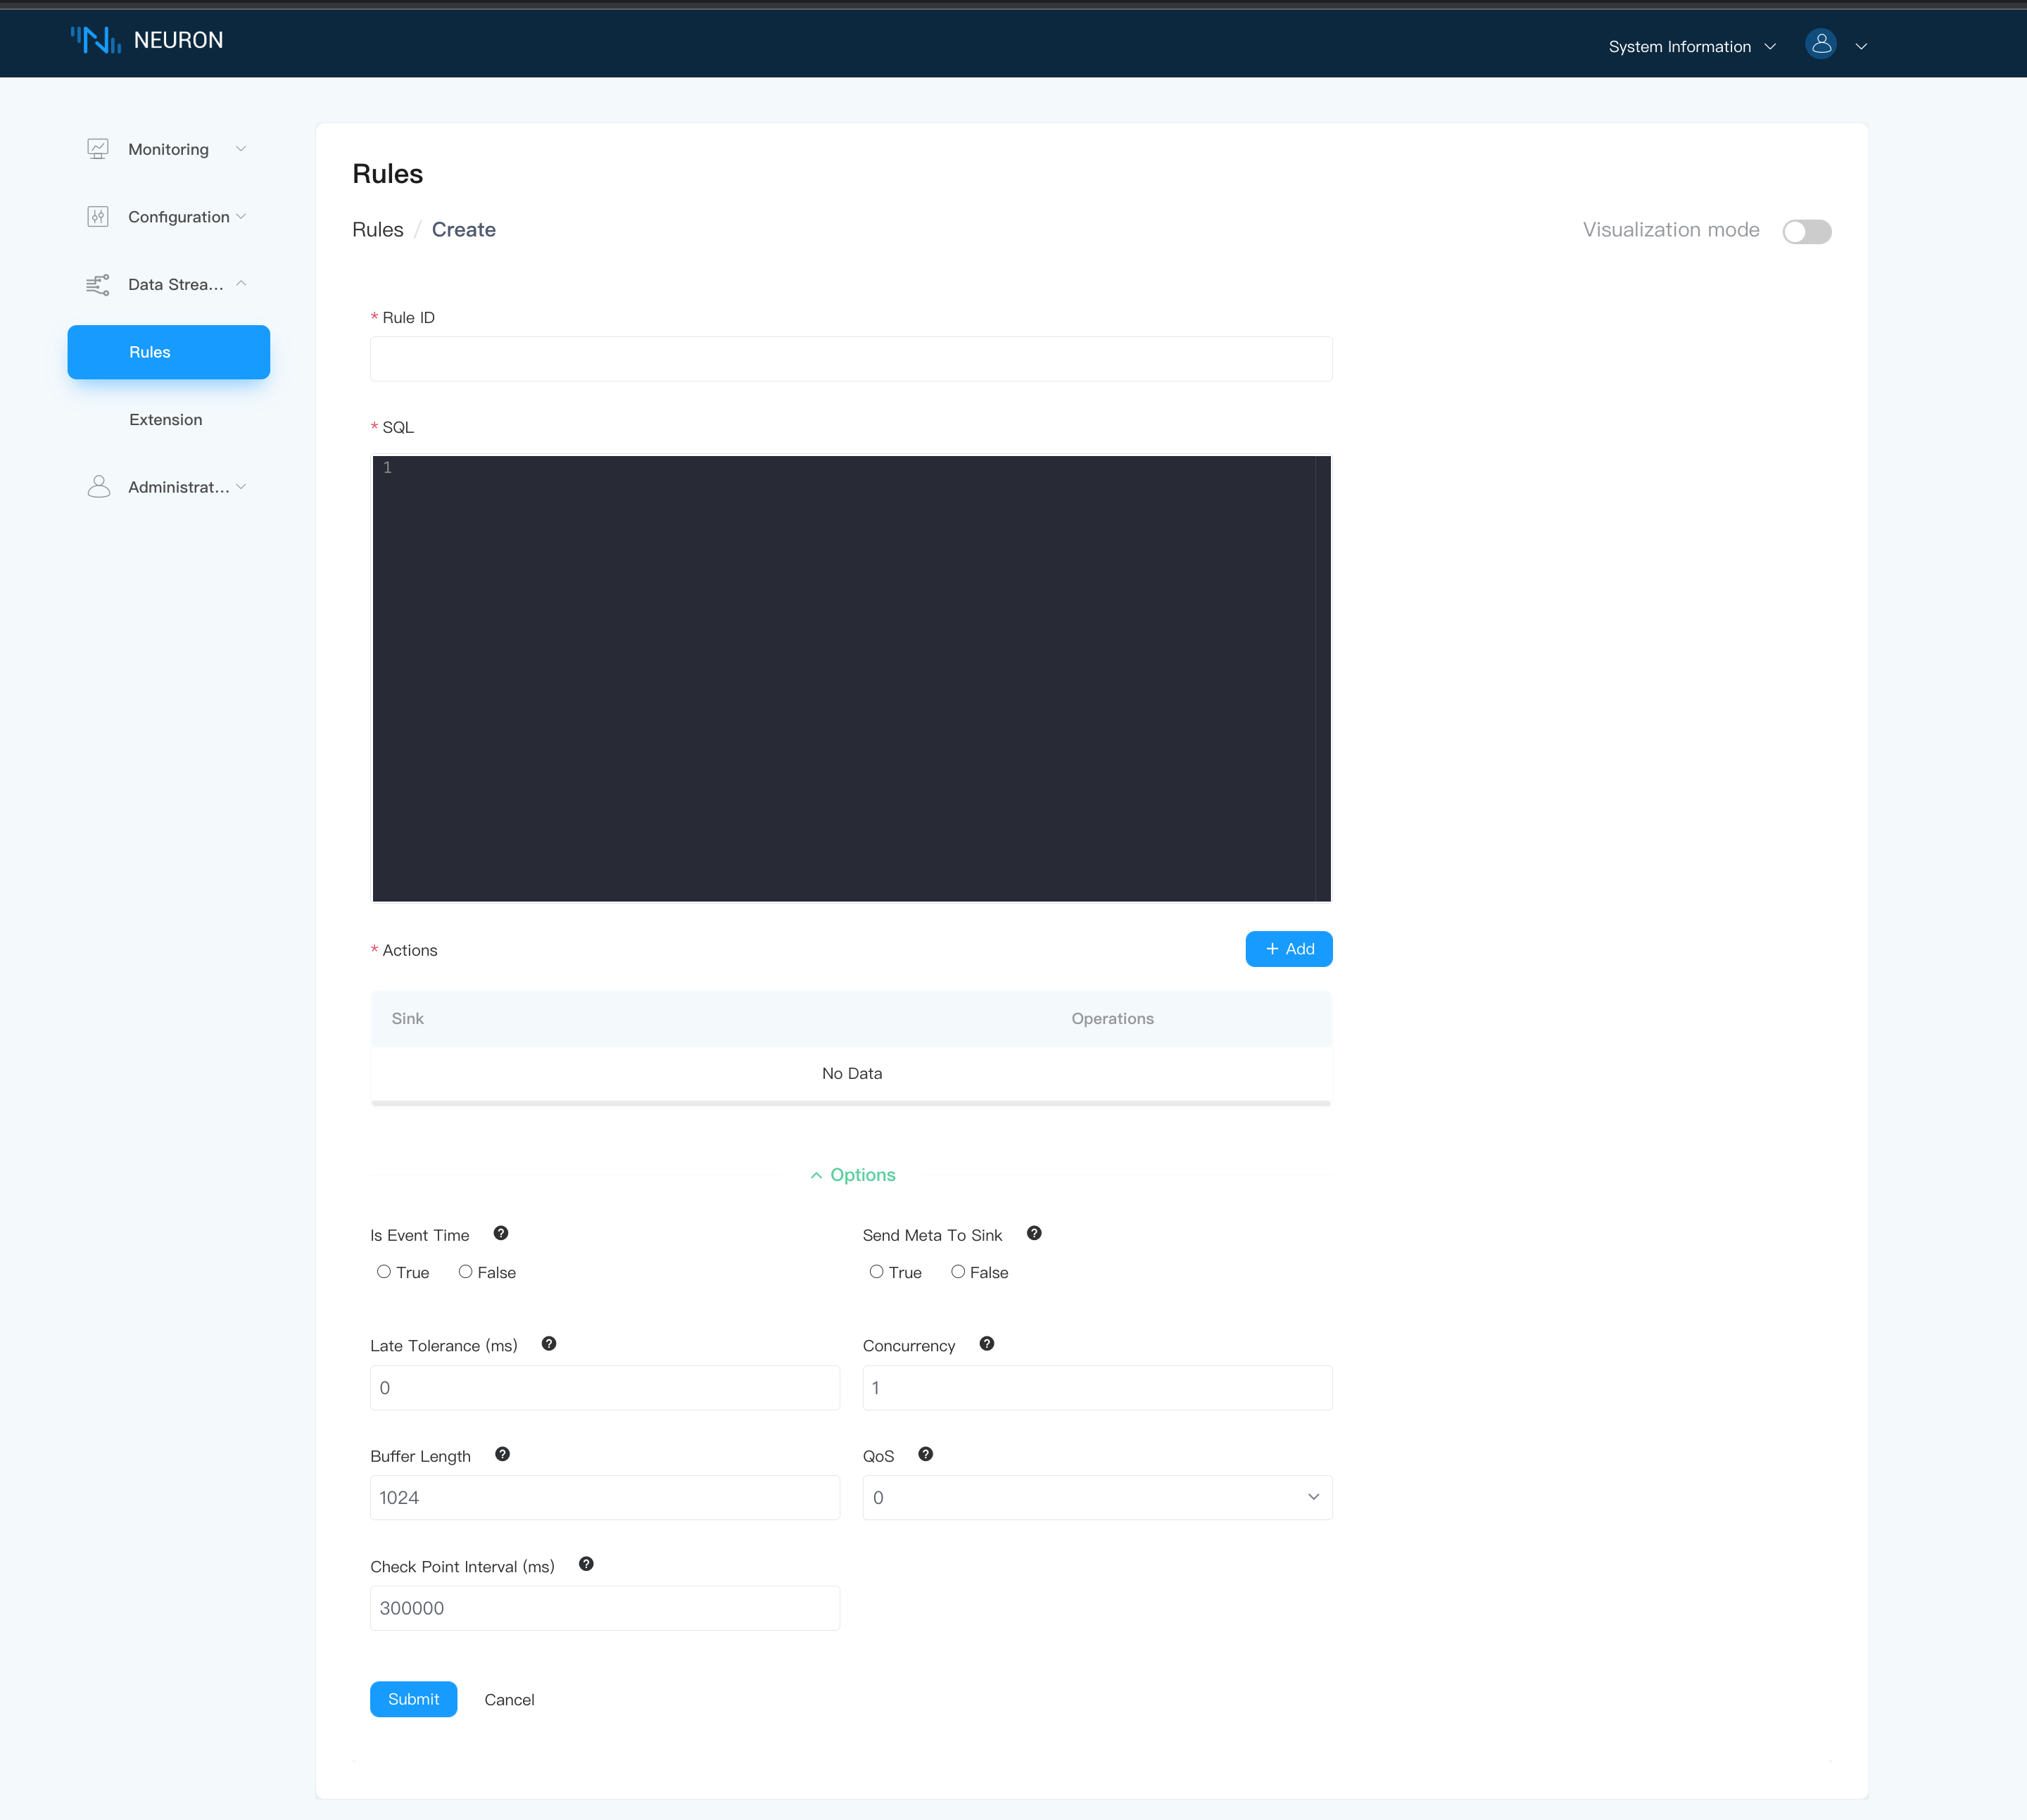 NEURON
System Information
Monitoring
Configuration
Data Strea...
Rules
Extension
Administrat...
Rules
Rules / Create
Visualization mode
* Rule ID
* SQL
1
* Actions
+ Add
Sink Operations
No Data
Options
Is Event Time ?
True False
Send Meta To Sink ?
True False
Late Tolerance (ms) ?
0
Concurrency ?
1
Buffer Length ?
1024
QoS ?
0
Check Point Interval (ms) ?
300000
Submit Cancel